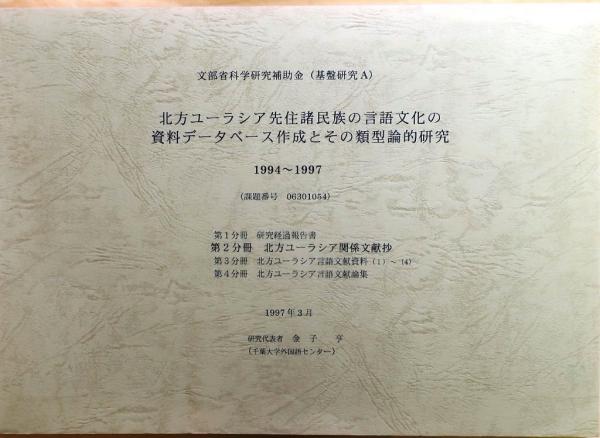 文部省科学研究補助金（基盤研究A）
北方ユーラシア先住諸民族の言語文化の
資料データベース作成とその類型論的研究
1994～1997
（課題番号　06301054）
第1分冊　研究経過報告書
第2分冊　北方ユーラシア関係文献抄
第3分冊　北方ユーラシア言語文献資料（1）～（4）
第4分冊　北方ユーラシア言語文献論集
1997年3月
研究代表者　金　子　亨
（千葉大学外国語センター）